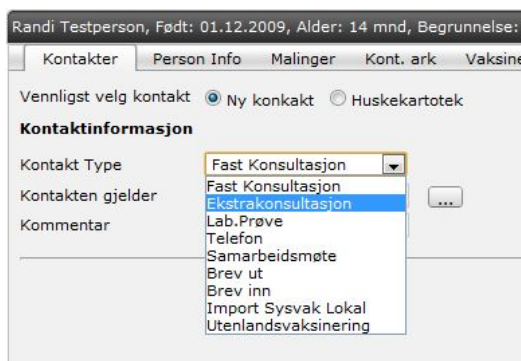 Randi Testperson, Født: 01.12.2009, Alder: 14 mnd, Begrunnelse:
Kontakter Person Info Malinger Kont. ark Vaksine
Vennligst velg kontakt Ny konkakt Huskekartotek
Kontaktinformasjon
Kontakt Type Fast Konsultasjon
Fast Konsultasjon
Kontakten gjelder Ekstrakonsultasjon ...
Kommentar Lab.Prøve
Telefon
Samarbeidsmøte
Brev ut
Brev inn
Import Sysvak Lokal
Utenlandsvaksinering